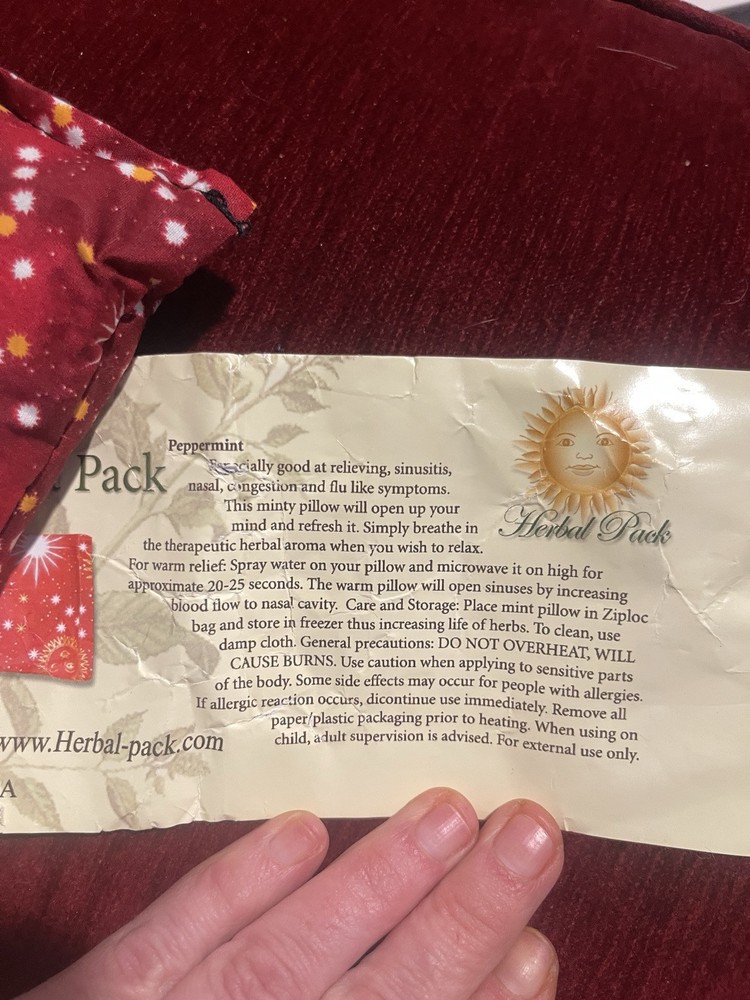 Pack
Peppermint
Especially good at relieving, sinusitis,
nasal, congestion and flu like symptoms.
This minty pillow will open up your
mind and refresh it. Simply breathe in
the therapeutic herbal aroma when you wish to relax.
For warm relief: Spray water on your pillow and microwave it on high for
approximate 20-25 seconds. The warm pillow will open sinuses by increasing
blood flow to nasal cavity. Care and Storage: Place mint pillow in Ziploc
bag and store in freezer thus increasing life of herbs. To clean, use
damp cloth. General precautions: DO NOT OVERHEAT, WILL
CAUSE BURNS. Use caution when applying to sensitive parts
of the body. Some side effects may occur for people with allergies.
If allergic reaction occurs, dicontinue use immediately. Remove all
paper/plastic packaging prior to heating. When using on
child, adult supervision is advised. For external use only.
Herbal Pack
www.Herbal-pack.com
A